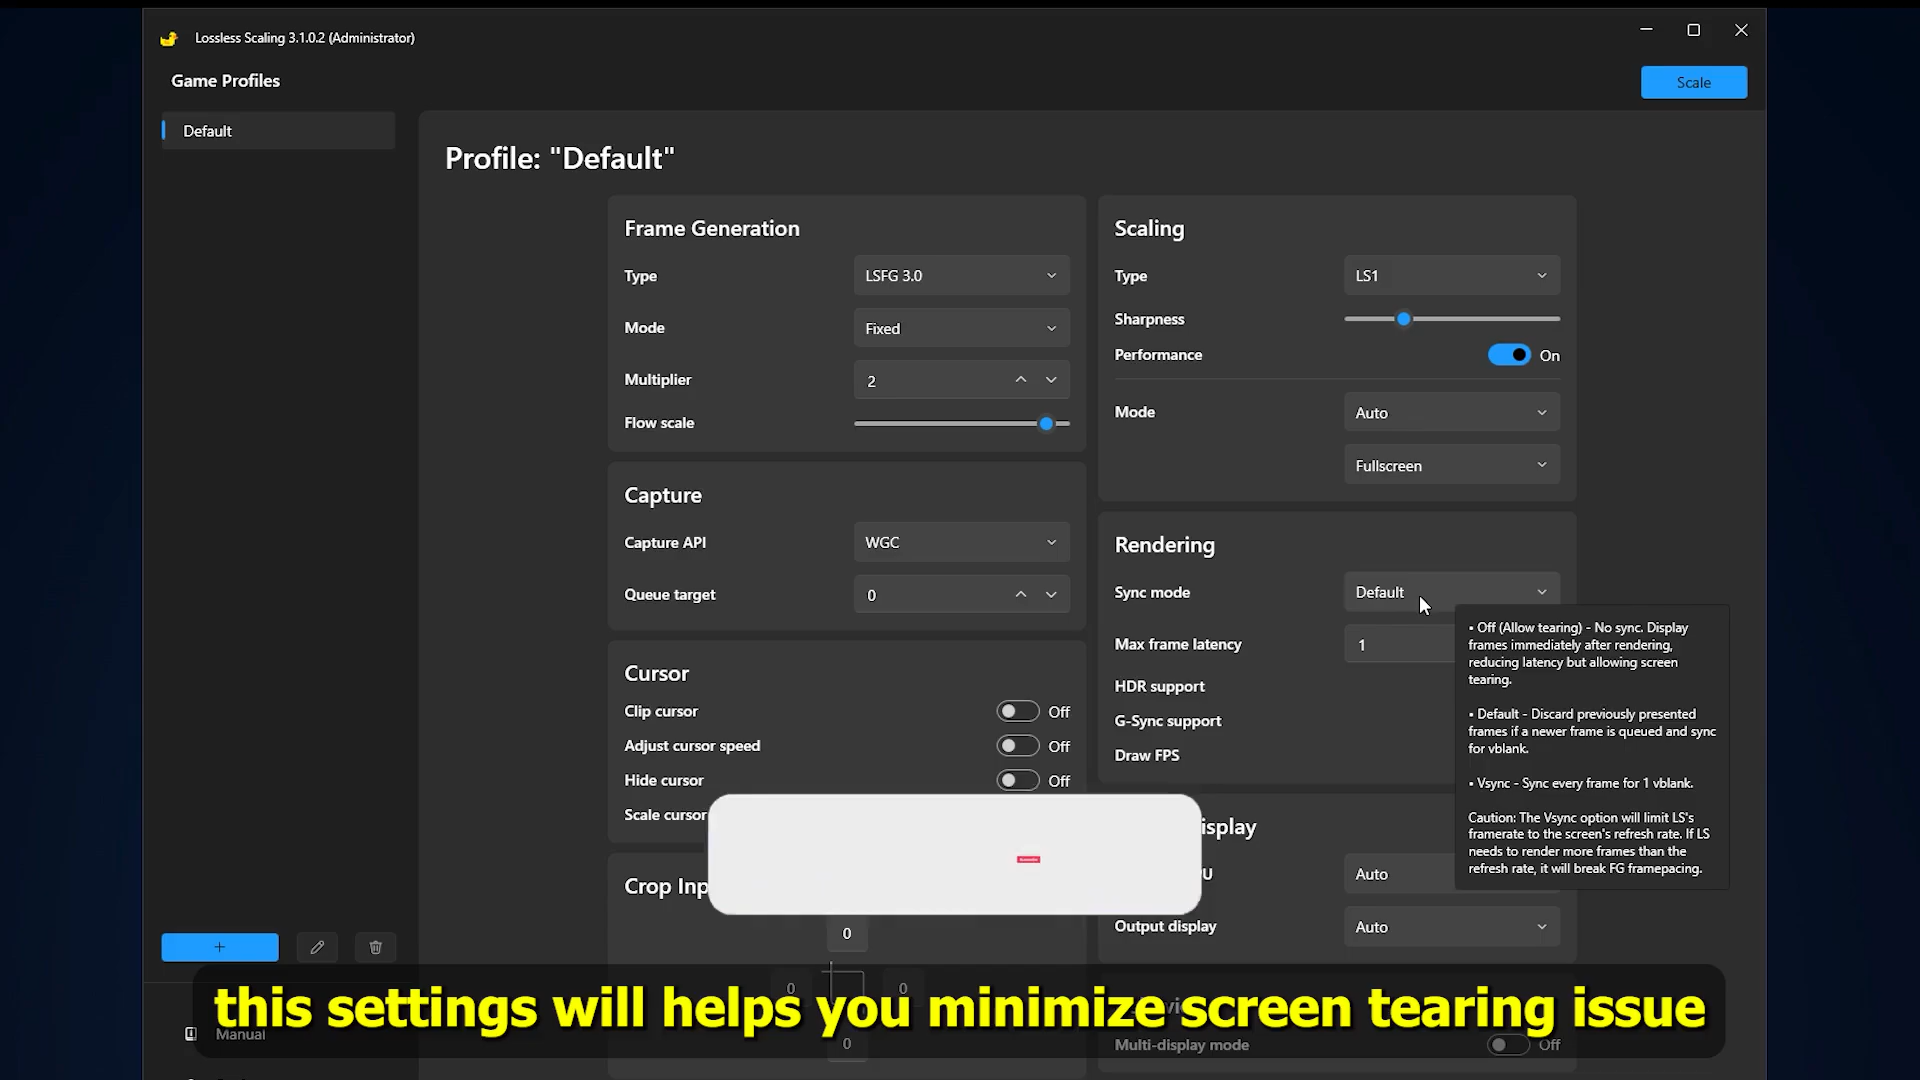 Lossless Scaling 3.1.0.2 (Administrator)
Game Profiles
Scale
Default
Profile: "Default"
Frame Generation
Type
LSFG 3.0
Mode
Fixed
Multiplier
2
Flow scale
Capture
Capture API
WGC
Queue target
0
Cursor
Clip cursor
Off
Adjust cursor speed
Off
Hide cursor
Off
Scale cursor
Crop Inp
0
0
0
0
Scaling
Type
LS1
Sharpness
Performance
On
Mode
Auto
Fullscreen
Rendering
Sync mode
Default
Max frame latency
1
HDR support
G-Sync support
Draw FPS
• Off (Allow tearing) - No sync. Display
frames immediately after rendering,
reducing latency but allowing screen
tearing.
• Default - Discard previously presented
frames if a newer frame is queued and sync
for vblank.
• Vsync - Sync every frame for 1 vblank.
Caution: The Vsync option will limit LS's
framerate to the screen's refresh rate. If LS
needs to render more frames than the
refresh rate, it will break FG framepacing.
isplay
U
Auto
Output display
Auto
Multi-display mode
Off
Manual
this settings will helps you minimize screen tearing issue